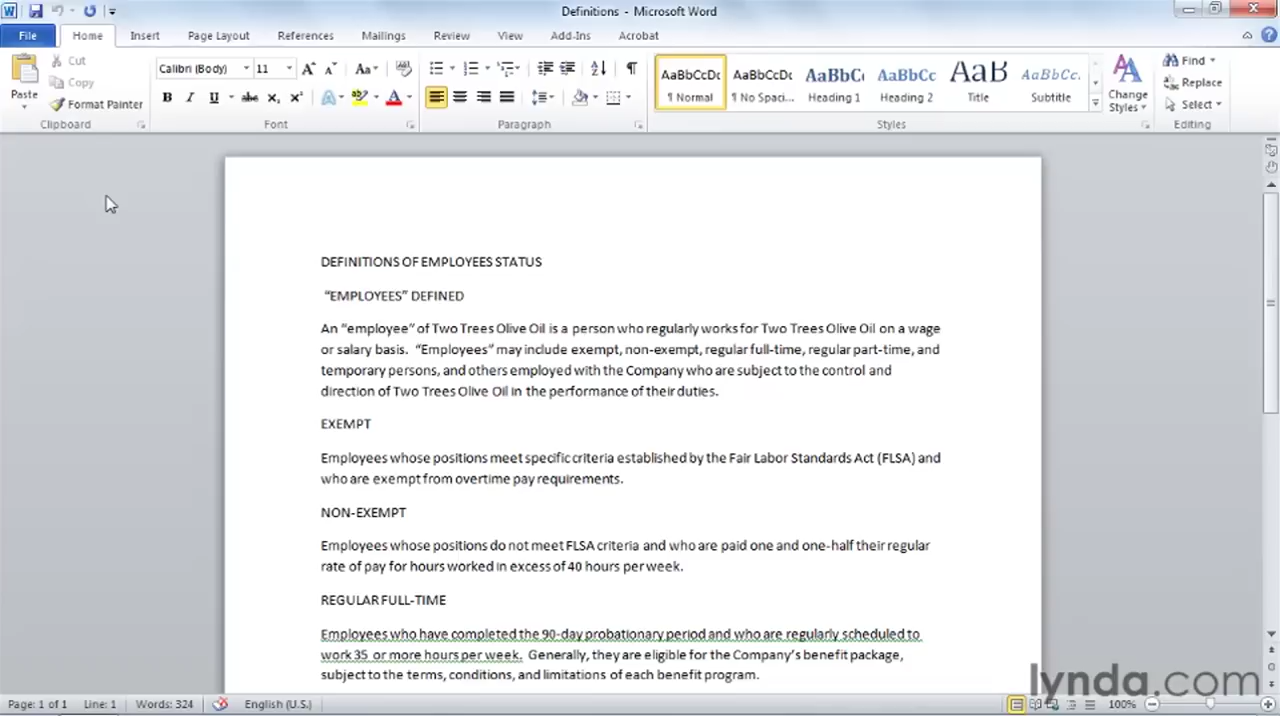 Definitions - Microsoft Word
File Home Insert Page Layout References Mailings Review View Add-Ins Acrobat
Paste
Cut
Copy
Format Painter
Clipboard
Calibri (Body) 11
Font
Paragraph
AaBbCcDc AaBbCcDc AaBbC AaBbCc AaB AaBbCc.
¶ Normal ¶ No Spaci... Heading 1 Heading 2 Title Subtitle
Change Styles
Styles
Find
Replace
Select
Editing
DEFINITIONS OF EMPLOYEES STATUS
“EMPLOYEES” DEFINED
An “employee” of Two Trees Olive Oil is a person who regularly works for Two Trees Olive Oil on a wage
or salary basis.  “Employees” may include exempt, non-exempt, regular full-time, regular part-time, and
temporary persons, and others employed with the Company who are subject to the control and
direction of Two Trees Olive Oil in the performance of their duties.
EXEMPT
Employees whose positions meet specific criteria established by the Fair Labor Standards Act (FLSA) and
who are exempt from overtime pay requirements.
NON-EXEMPT
Employees whose positions do not meet FLSA criteria and who are paid one and one-half their regular
rate of pay for hours worked in excess of 40 hours per week.
REGULAR FULL-TIME
Employees who have completed the 90-day probationary period and who are regularly scheduled to
work 35 or more hours per week.  Generally, they are eligible for the Company’s benefit package,
subject to the terms, conditions, and limitations of each benefit program.
lynda.com
Page: 1 of 1 Line: 1 Words: 324 English (U.S.) 100%